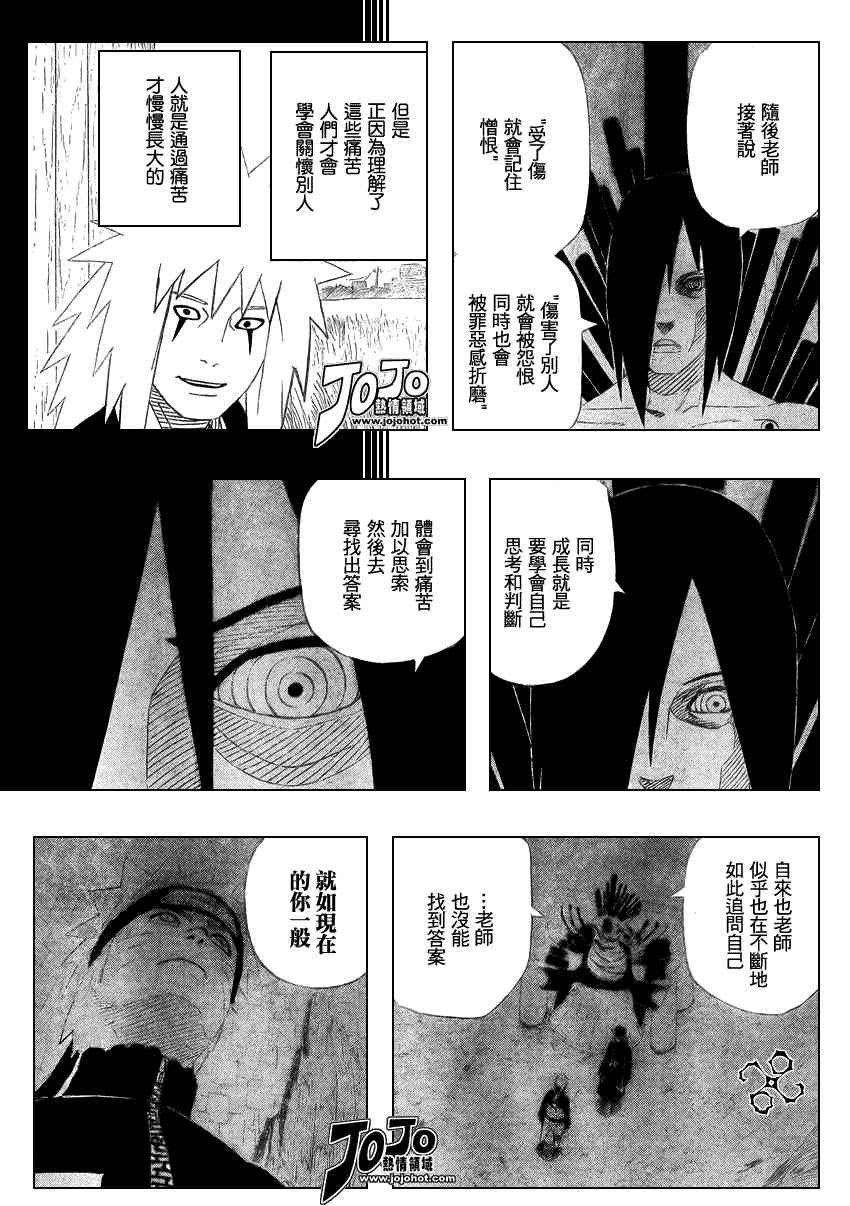 隨後老師
接著說
"受了傷
就會記住
憎恨"
"傷害了別人
就會被怨恨
同時也會
被罪惡感折磨"
但是
正因為理解了
這些痛苦
人們才會
學會關懷別人
人就是通過痛苦
才慢慢長大的
JOJO
熱情領域
www.jojohot.com
同時
成長就是
要學會自己
思考和判斷
體會到痛苦
加以思索
然後去
尋找出答案
自來也老師
似乎也在不斷地
如此追問自己
…老師
也沒能
找到答案
就如現在
的你一般
JOJO
熱情領域
www.jojohot.com